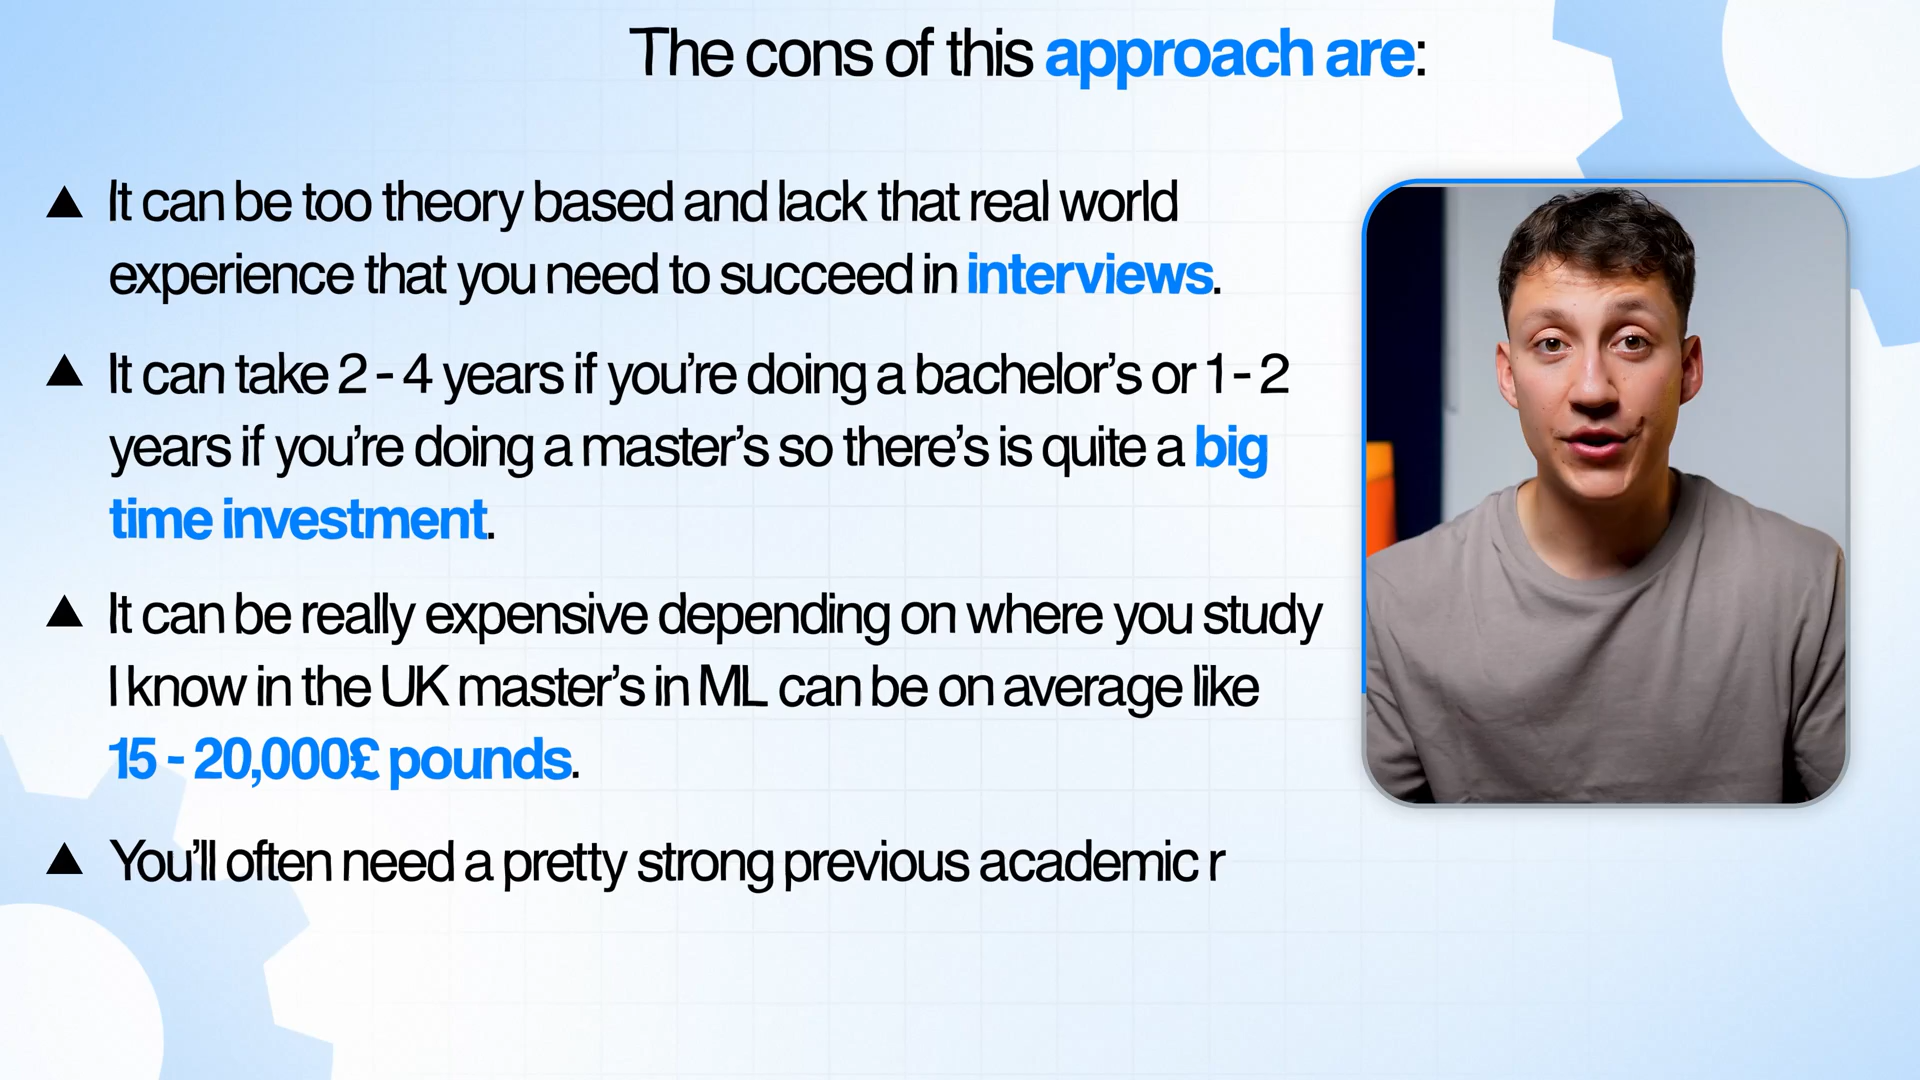 The cons of this approach are:
▲ It can be too theory based and lack that real world
experience that you need to succeed in interviews.
▲ It can take 2 - 4 years if you're doing a bachelor's or 1 - 2
years if you're doing a master's so there's is quite a big
time investment.
▲ It can be really expensive depending on where you study
I know in the UK master's in ML can be on average like
15 - 20,000£ pounds.
▲ You'll often need a pretty strong previous academic r